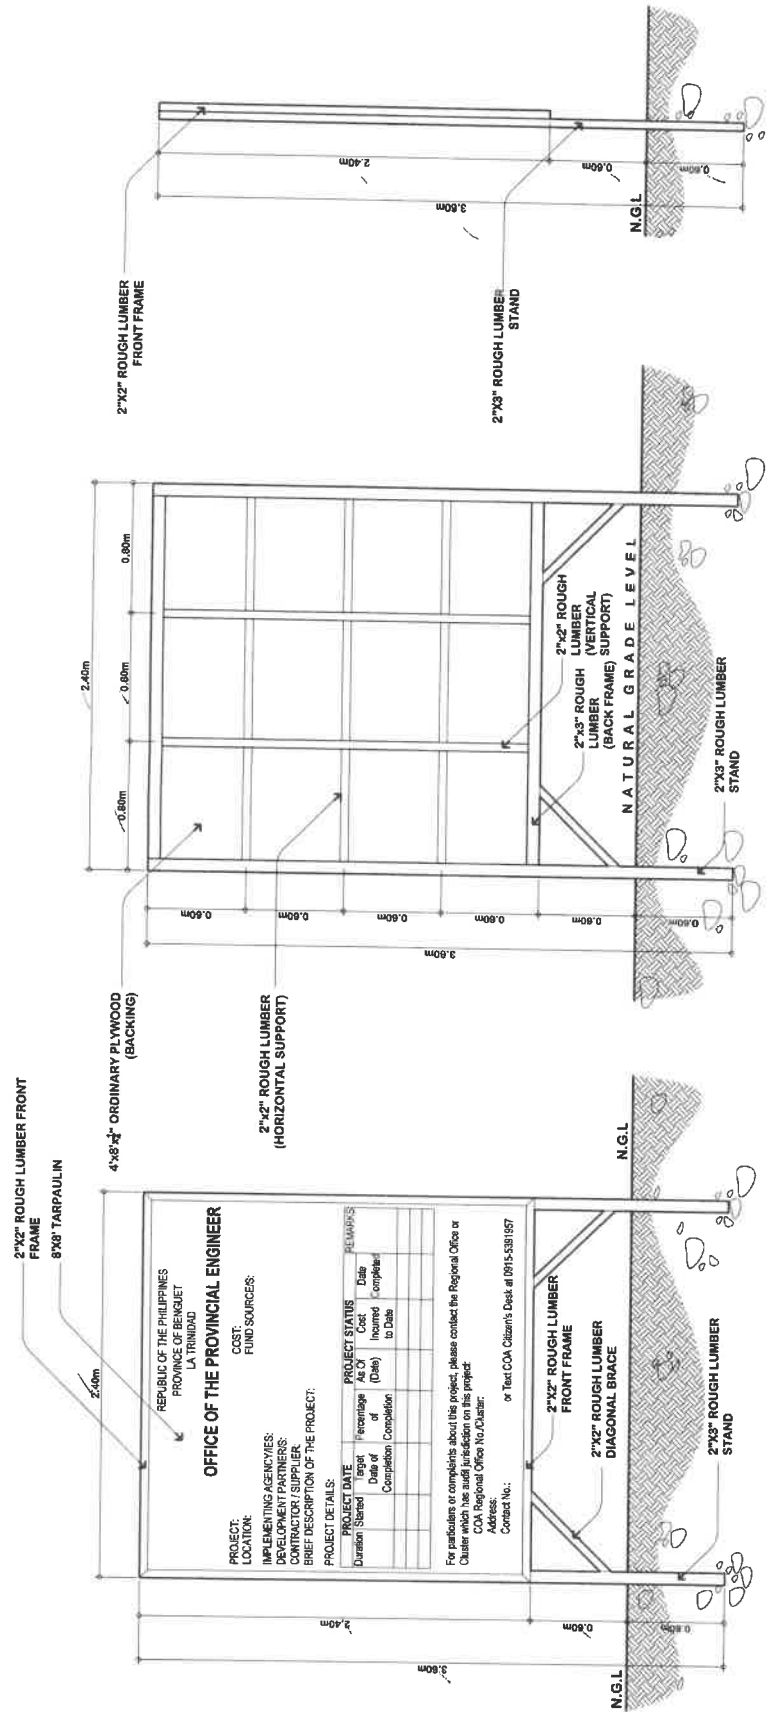 2"X2" ROUGH LUMBER FRONT
FRAME
8'X8' TARPAULIN
2.40m
REPUBLIC OF THE PHILIPPINES
PROVINCE OF BENGUET
LA TRINIDAD
OFFICE OF THE PROVINCIAL ENGINEER
PROJECT:
LOCATION:
COST:
FUND SOURCE/S:
IMPLEMENTING AGENCY/IES:
DEVELOPMENT PARTNER/S:
CONTRACTOR / SUPPLIER:
BRIEF DESCRIPTION OF THE PROJECT:
PROJECT DETAILS:
PROJECT DATE PROJECT STATUS REMARKS
Duration Started Target Date of Completion Percentage of Completion As Of (Date) Cost Incurred to Date Date Completed
For particulars or complaints about this project, please contact the Regional Office or
Cluster which has audit jurisdiction on this project:
COA Regional Office No./Cluster:
Address:
Contact No.: or Text COA Citizen's Desk at 0915-5391957
2.40m
0.60m
0.60m
3.60m
N.G.L
N.G.L
2"X2" ROUGH LUMBER
FRONT FRAME
2"X2" ROUGH LUMBER
DIAGONAL BRACE
2"X3" ROUGH LUMBER
STAND
4'x8'x ORDINARY PLYWOOD
(BACKING)
2"x2" ROUGH LUMBER
(HORIZONTAL SUPPORT)
2.40m
0.80m
0.80m
0.80m
0.60m
0.60m
0.60m
0.60m
0.60m
0.60m
3.60m
2"x2" ROUGH
LUMBER
(VERTICAL
SUPPORT)
2"x3" ROUGH
LUMBER
(BACK FRAME)
NATURAL GRADE LEVEL
2"X3" ROUGH LUMBER
STAND
2"X2" ROUGH LUMBER
FRONT FRAME
2"X3" ROUGH LUMBER
STAND
2.40m
0.60m
0.60m
3.60m
N.G.L